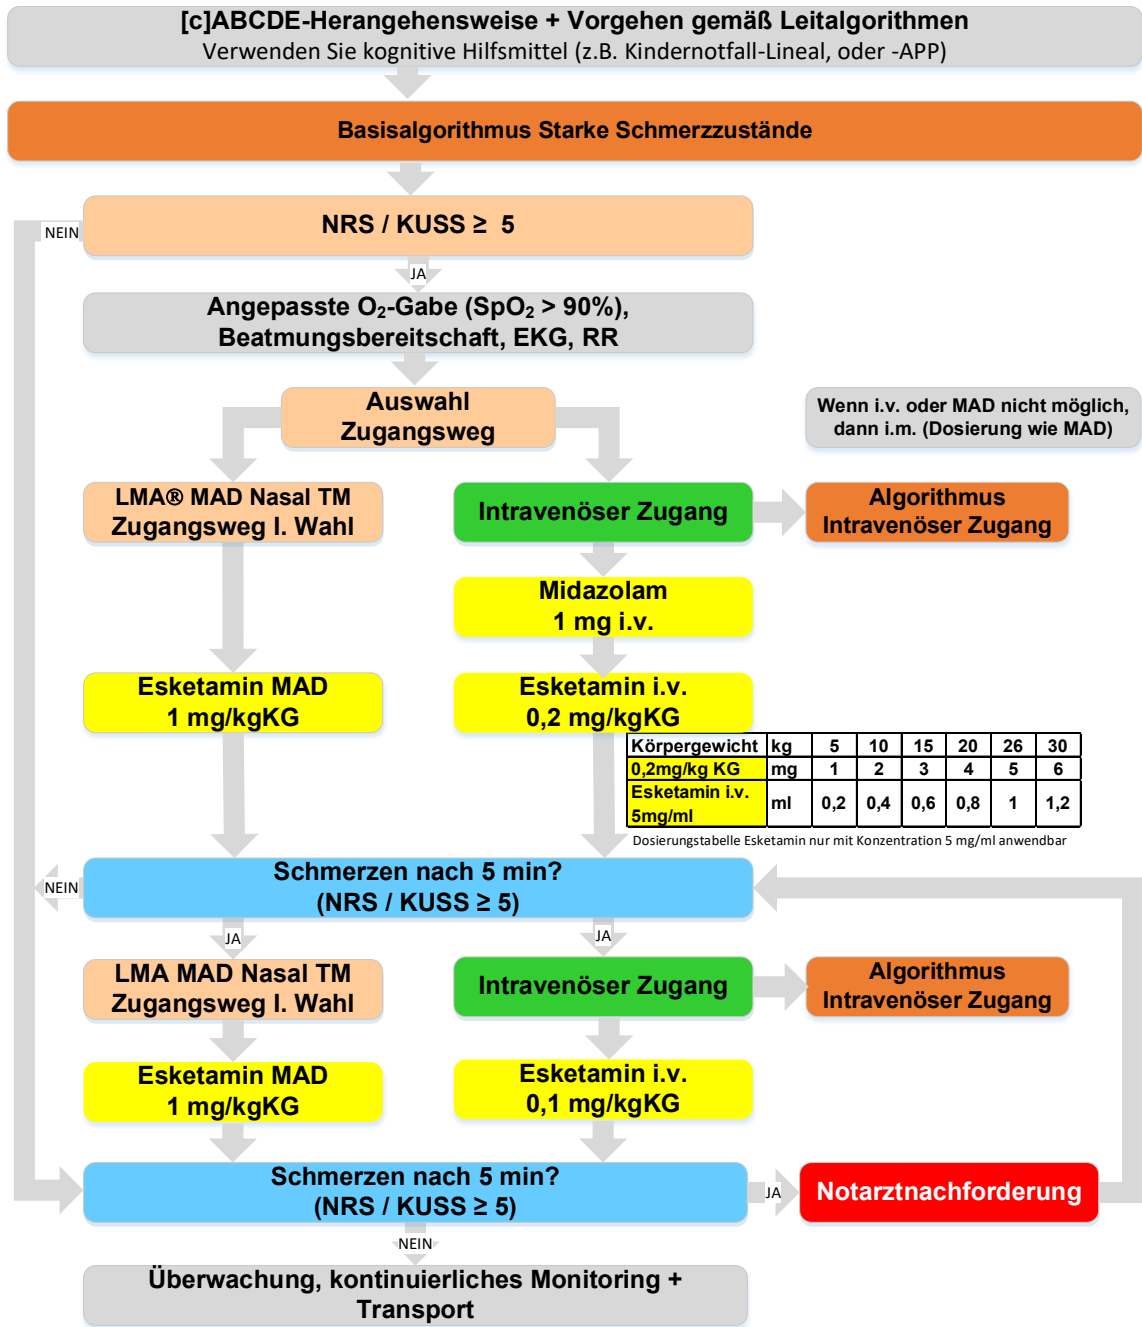 [c]ABCDE-Herangehensweise + Vorgehen gemäß Leitalgorithmen
Verwenden Sie kognitive Hilfsmittel (z.B. Kindernotfall-Lineal, oder -APP)
Basisalgorithmus Starke Schmerzzustände
NRS / KUSS ≥ 5
NEIN
JA
Angepasste O₂-Gabe (SpO₂ > 90%),
Beatmungsbereitschaft, EKG, RR
Auswahl
Zugangsweg
Wenn i.v. oder MAD nicht möglich,
dann i.m. (Dosierung wie MAD)
LMA® MAD Nasal TM
Zugangsweg I. Wahl
Intravenöser Zugang
Algorithmus
Intravenöser Zugang
Midazolam
1 mg i.v.
Esketamin MAD
1 mg/kgKG
Esketamin i.v.
0,2 mg/kgKG
Körpergewicht kg 5 10 15 20 26 30
0,2mg/kg KG mg 1 2 3 4 5 6
Esketamin i.v.
5mg/ml ml 0,2 0,4 0,6 0,8 1 1,2
Dosierungstabelle Esketamin nur mit Konzentration 5 mg/ml anwendbar
Schmerzen nach 5 min?
(NRS / KUSS ≥ 5)
NEIN
JA
JA
LMA MAD Nasal TM
Zugangsweg I. Wahl
Intravenöser Zugang
Algorithmus
Intravenöser Zugang
Esketamin MAD
1 mg/kgKG
Esketamin i.v.
0,1 mg/kgKG
Schmerzen nach 5 min?
(NRS / KUSS ≥ 5)
JA
Notarztnachforderung
NEIN
Überwachung, kontinuierliches Monitoring +
Transport